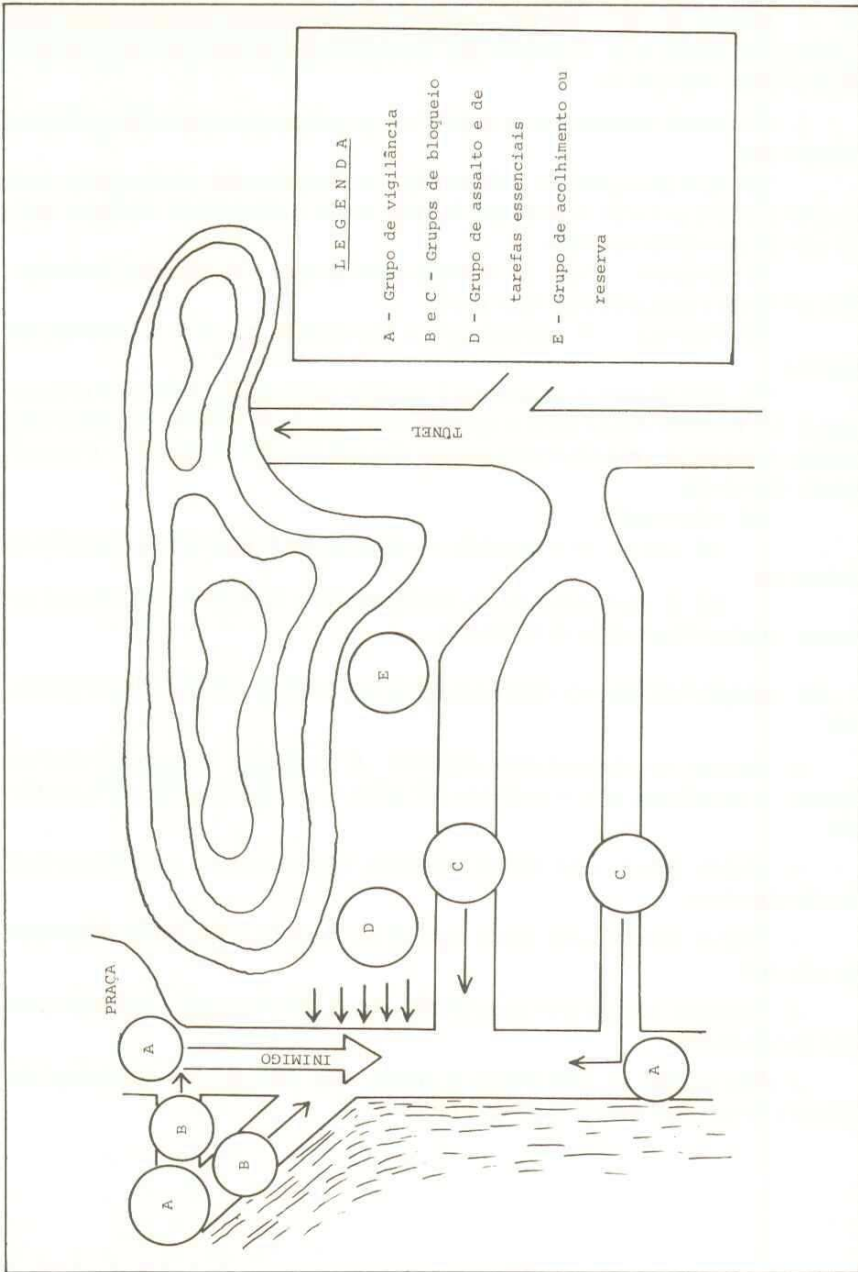 L E G E N D A
A - Grupo de vigilância
B e C - Grupos de bloqueio
D - Grupo de assalto e de
tarefas essenciais
E - Grupo de acolhimento ou
reserva
PRAÇA
A
INIMIGO
B
A
B
D
E
C
C
A
TÚNEL